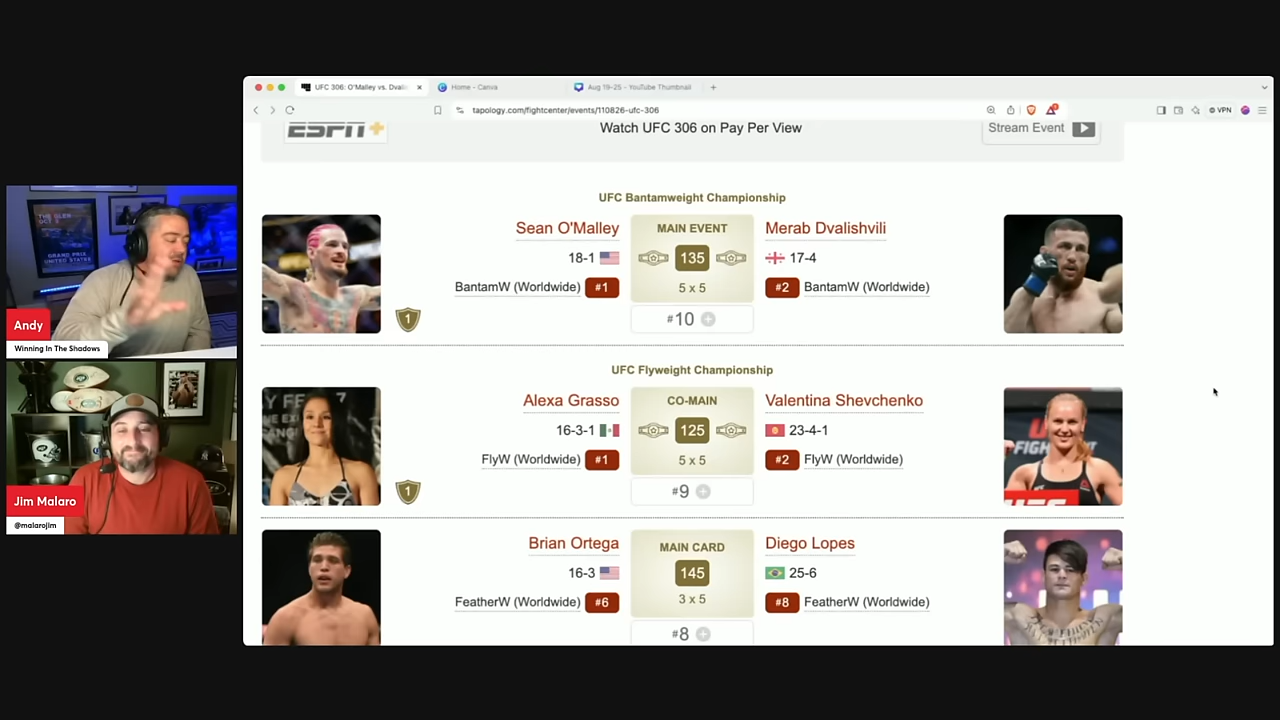 UFC 306: O'Malley vs. Dvali
Home - Canva
Aug 19-25 - YouTube Thumbnail
tapology.com/fightcenter/events/110826-ufc-306
VPN
ESPN+
Watch UFC 306 on Pay Per View
Stream Event
UFC Bantamweight Championship
Sean O'Malley
MAIN EVENT
Merab Dvalishvili
18-1
135
17-4
BantamW (Worldwide) #1
5 x 5
#2 BantamW (Worldwide)
1
#10
UFC Flyweight Championship
Alexa Grasso
CO-MAIN
Valentina Shevchenko
16-3-1
125
23-4-1
FlyW (Worldwide) #1
5 x 5
#2 FlyW (Worldwide)
1
#9
Brian Ortega
MAIN CARD
Diego Lopes
16-3
145
25-6
FeatherW (Worldwide) #6
3 x 5
#8 FeatherW (Worldwide)
#8
GRAND PRIX
UNITED STATES
Andy
Winning In The Shadows
Jim Malaro
@malarojim